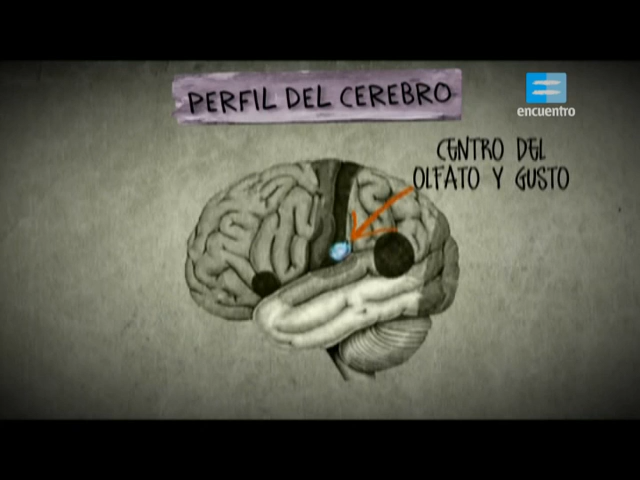 PERFIL DEL CEREBRO
encuentro
CENTRO DEL
OLFATO Y GUSTO